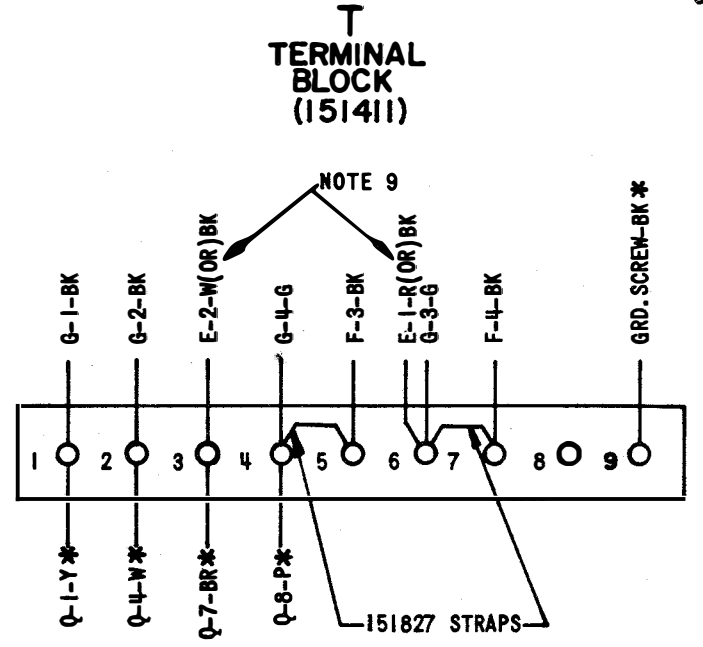 T
TERMINAL
BLOCK
(151411)
NOTE 9
G-1-BK
G-2-BK
E-2-W(OR)BK
G-4-G
F-3-BK
E-1-R(OR)BK
G-3-G
F-4-BK
GRD.SCREW-BK*
1 2 3 4 5 6 7 8 9
Q-1-Y*
Q-4-W*
Q-7-BR*
Q-8-P*
151827 STRAPS